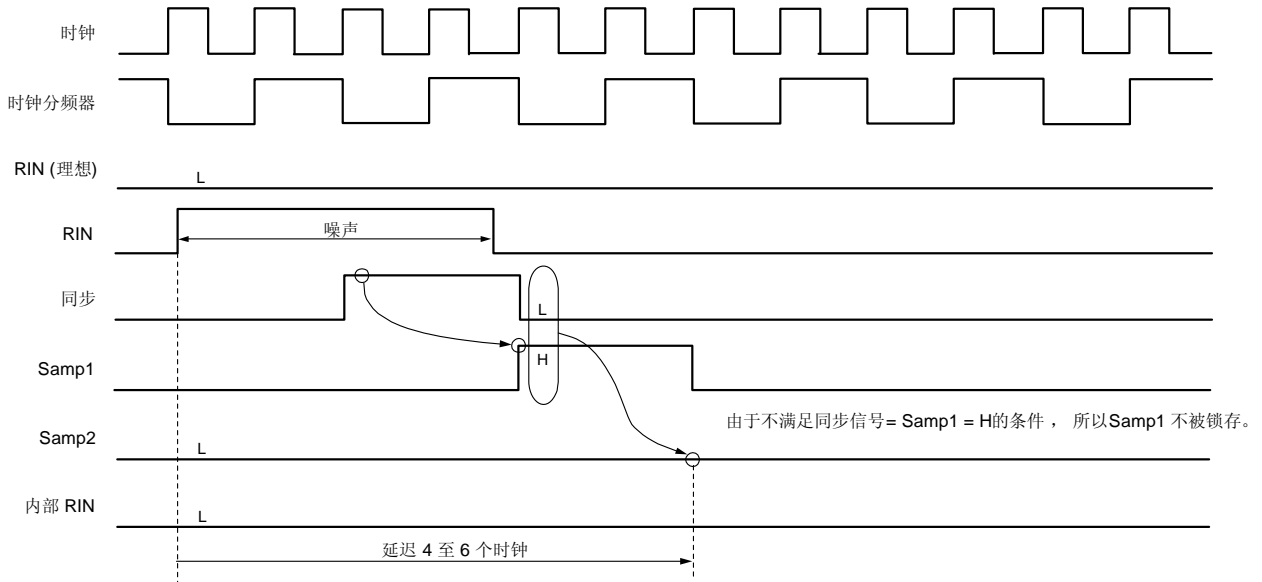 时钟
时钟分频器
RIN (理想)
L
RIN
噪声
同步
L
Samp1
H
由于不满足同步信号= Samp1 = H的条件， 所以Samp1 不被锁存。
Samp2
L
内部 RIN
L
延迟 4 至 6 个时钟